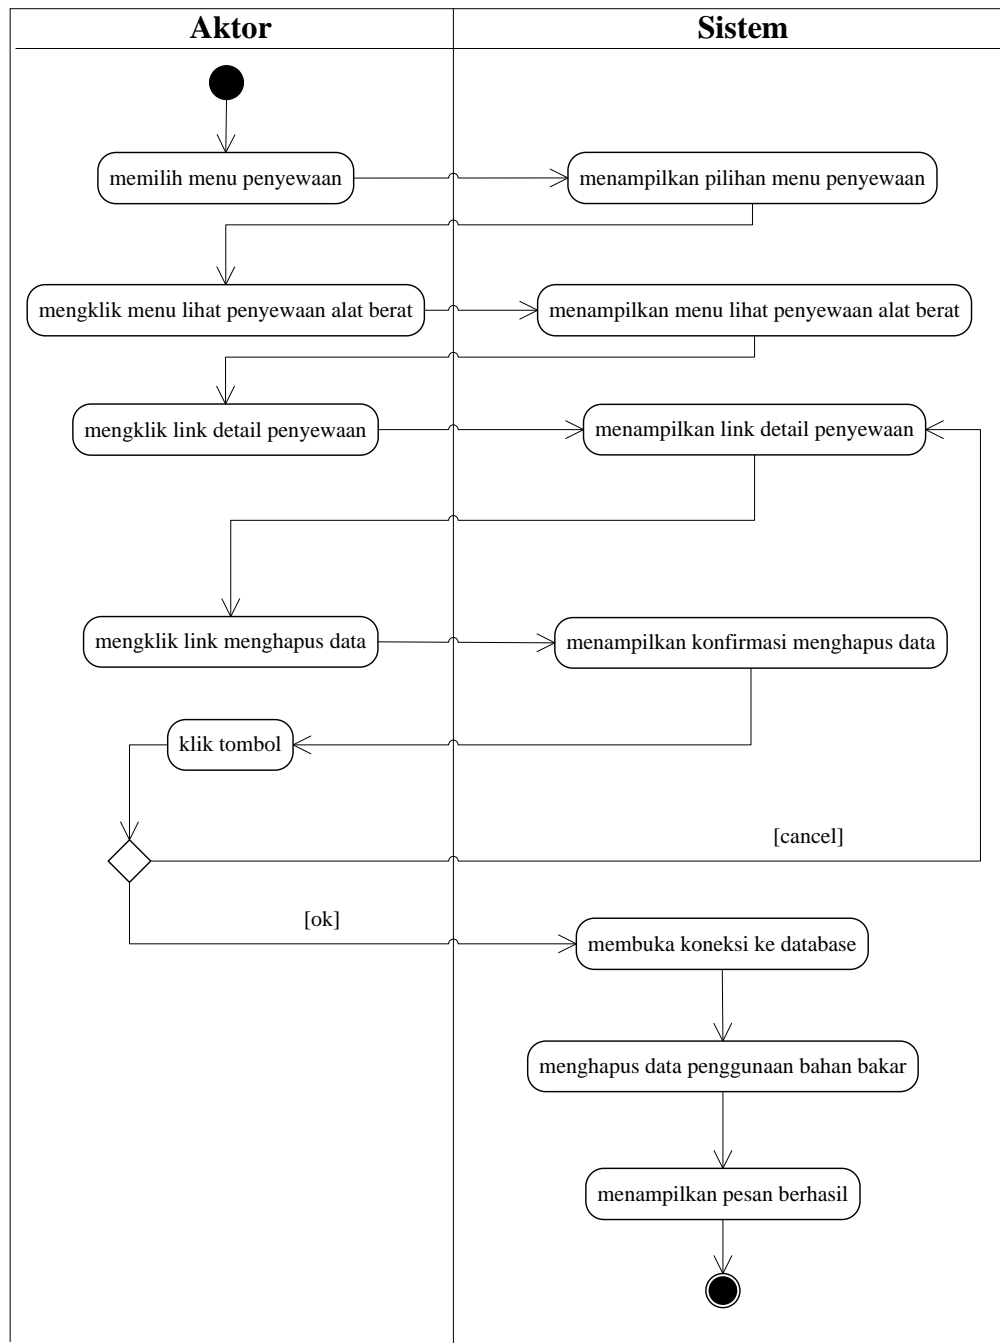 Aktor
Sistem
memilih menu penyewaan
menampilkan pilihan menu penyewaan
mengklik menu lihat penyewaan alat berat
menampilkan menu lihat penyewaan alat berat
mengklik link detail penyewaan
menampilkan link detail penyewaan
mengklik link menghapus data
menampilkan konfirmasi menghapus data
klik tombol
[cancel]
[ok]
membuka koneksi ke database
menghapus data penggunaan bahan bakar
menampilkan pesan berhasil